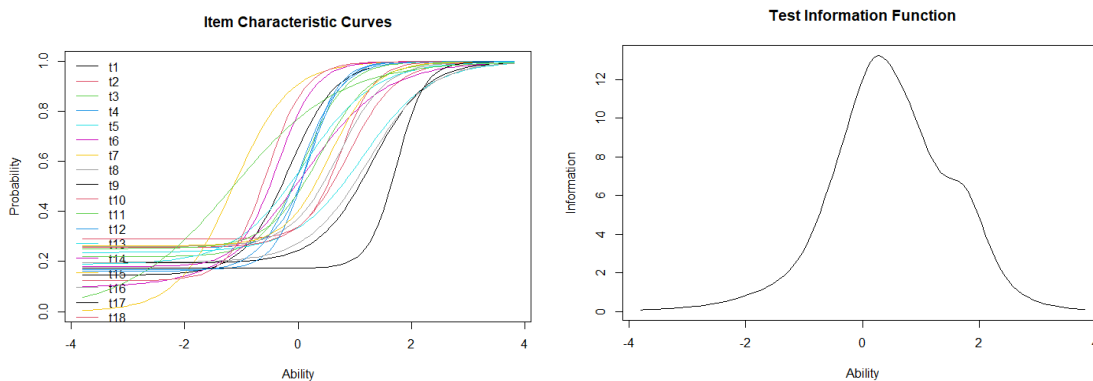 Item Characteristic Curves
Probability
1.0
0.8
0.6
0.4
0.2
0.0
t1
t2
t3
t4
t5
t6
t7
t8
t9
t10
t11
t12
t13
t14
t15
t16
t17
t18
-4 -2 0 2 4
Ability
Test Information Function
Information
12
10
8
6
4
2
0
-4 -2 0 2 4
Ability